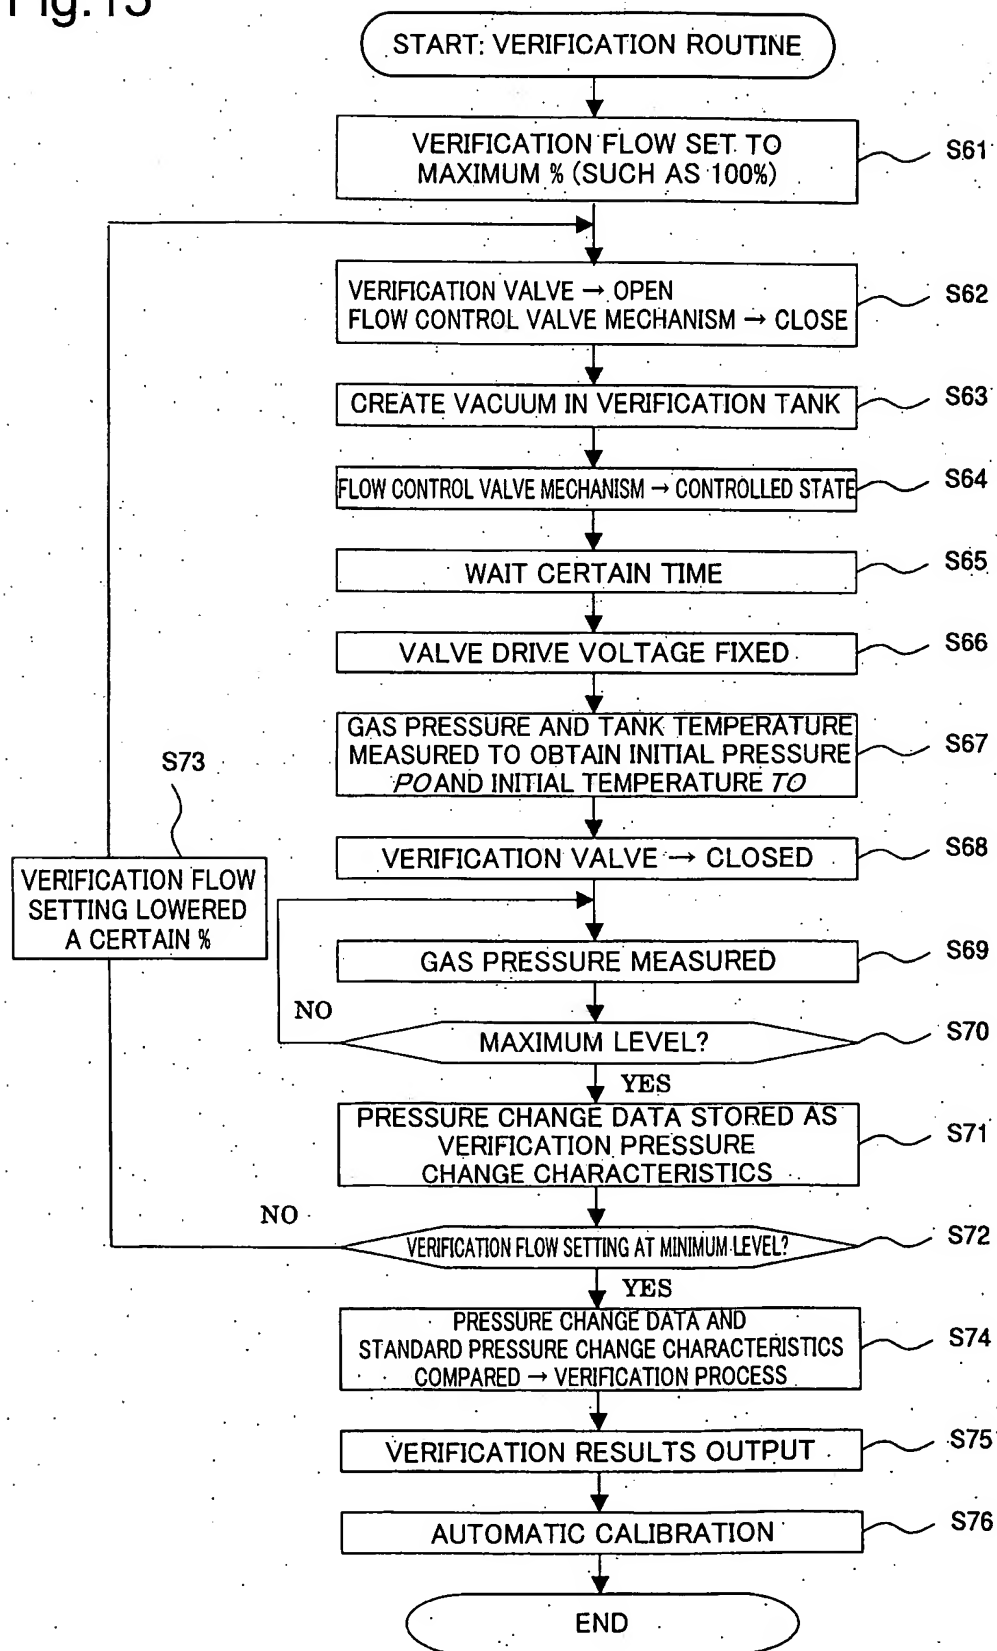 Fig.13
START: VERIFICATION ROUTINE
VERIFICATION FLOW SET TO
MAXIMUM % (SUCH AS 100%)
S61
VERIFICATION VALVE → OPEN
FLOW CONTROL VALVE MECHANISM → CLOSE
S62
CREATE VACUUM IN VERIFICATION TANK
S63
FLOW CONTROL VALVE MECHANISM → CONTROLLED STATE
S64
WAIT CERTAIN TIME
S65
VALVE DRIVE VOLTAGE FIXED
S66
GAS PRESSURE AND TANK TEMPERATURE
MEASURED TO OBTAIN INITIAL PRESSURE
PO AND INITIAL TEMPERATURE TO
S67
S73
VERIFICATION FLOW
SETTING LOWERED
A CERTAIN %
VERIFICATION VALVE → CLOSED
S68
GAS PRESSURE MEASURED
S69
NO
MAXIMUM LEVEL?
S70
YES
PRESSURE CHANGE DATA STORED AS
VERIFICATION PRESSURE
CHANGE CHARACTERISTICS
S71
NO
VERIFICATION FLOW SETTING AT MINIMUM LEVEL?
S72
YES
PRESSURE CHANGE DATA AND
STANDARD PRESSURE CHANGE CHARACTERISTICS
COMPARED → VERIFICATION PROCESS
S74
VERIFICATION RESULTS OUTPUT
S75
AUTOMATIC CALIBRATION
S76
END